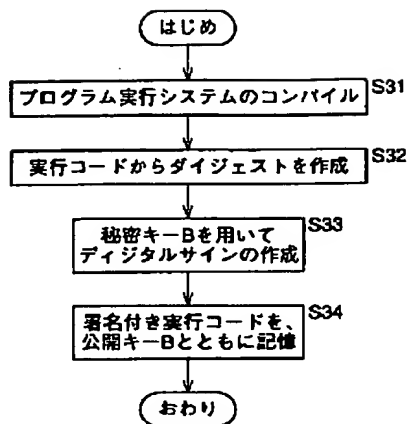 はじめ
プログラム実行システムのコンパイル
S31
実行コードからダイジェストを作成
S32
秘密キーBを用いて
ディジタルサインの作成
S33
署名付き実行コードを、
公開キーBとともに記憶
S34
おわり